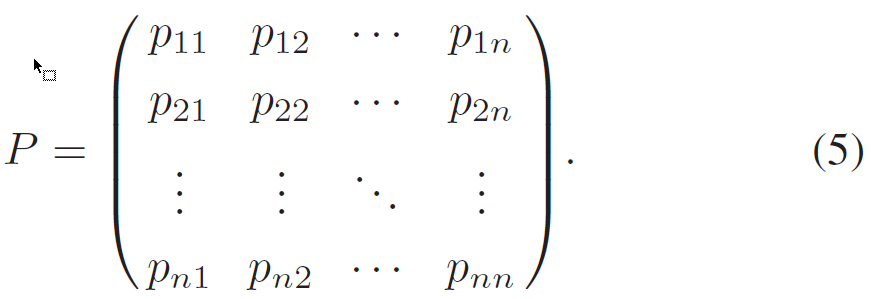 p₁₁ p₁₂ ⋯ p₁ₙ
p₂₁ p₂₂ ⋯ p₂ₙ
P = ⋮ ⋮ ⋱ ⋮ . (5)
pₙ₁ pₙ₂ ⋯ pₙₙ